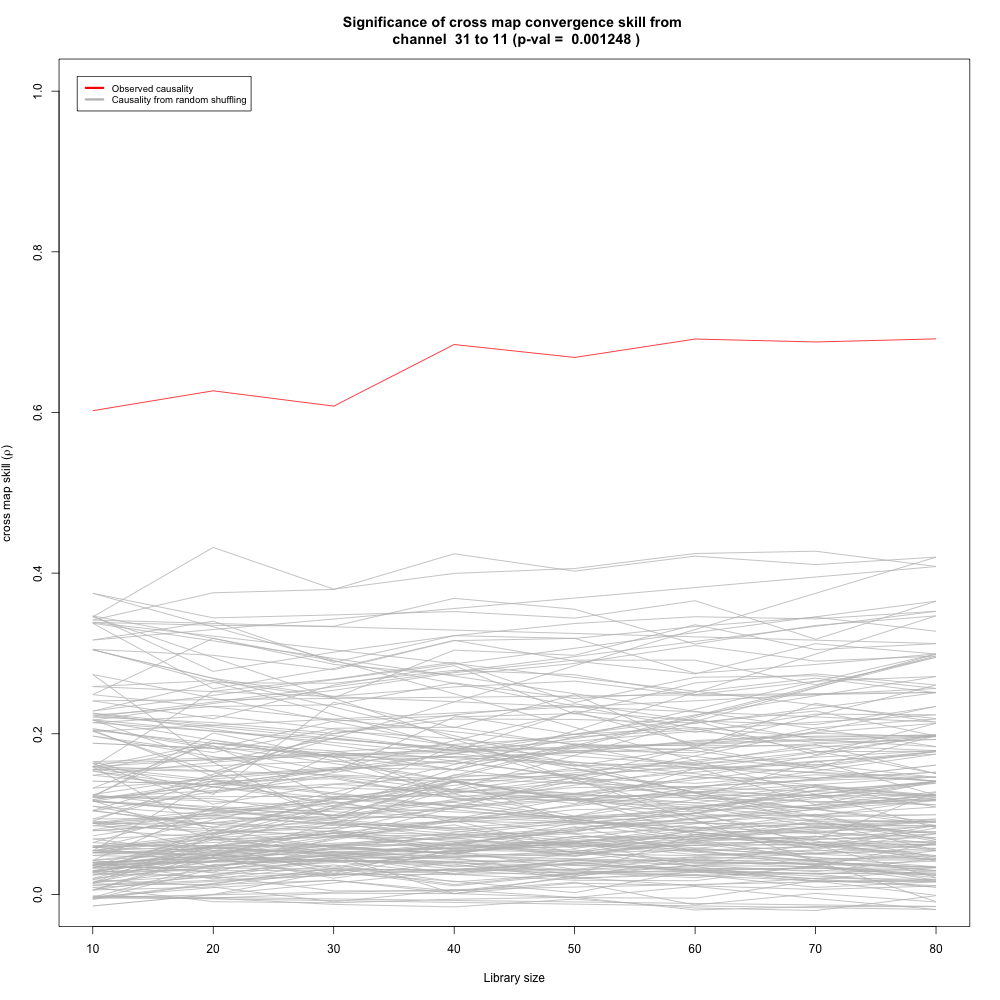 Significance of cross map convergence skill from
channel  31 to 11 (p-val =  0.001248 )
Observed causality
Causality from random shuffling
cross map skill (ρ)
1.0
0.8
0.6
0.4
0.2
0.0
10 20 30 40 50 60 70 80
Library size